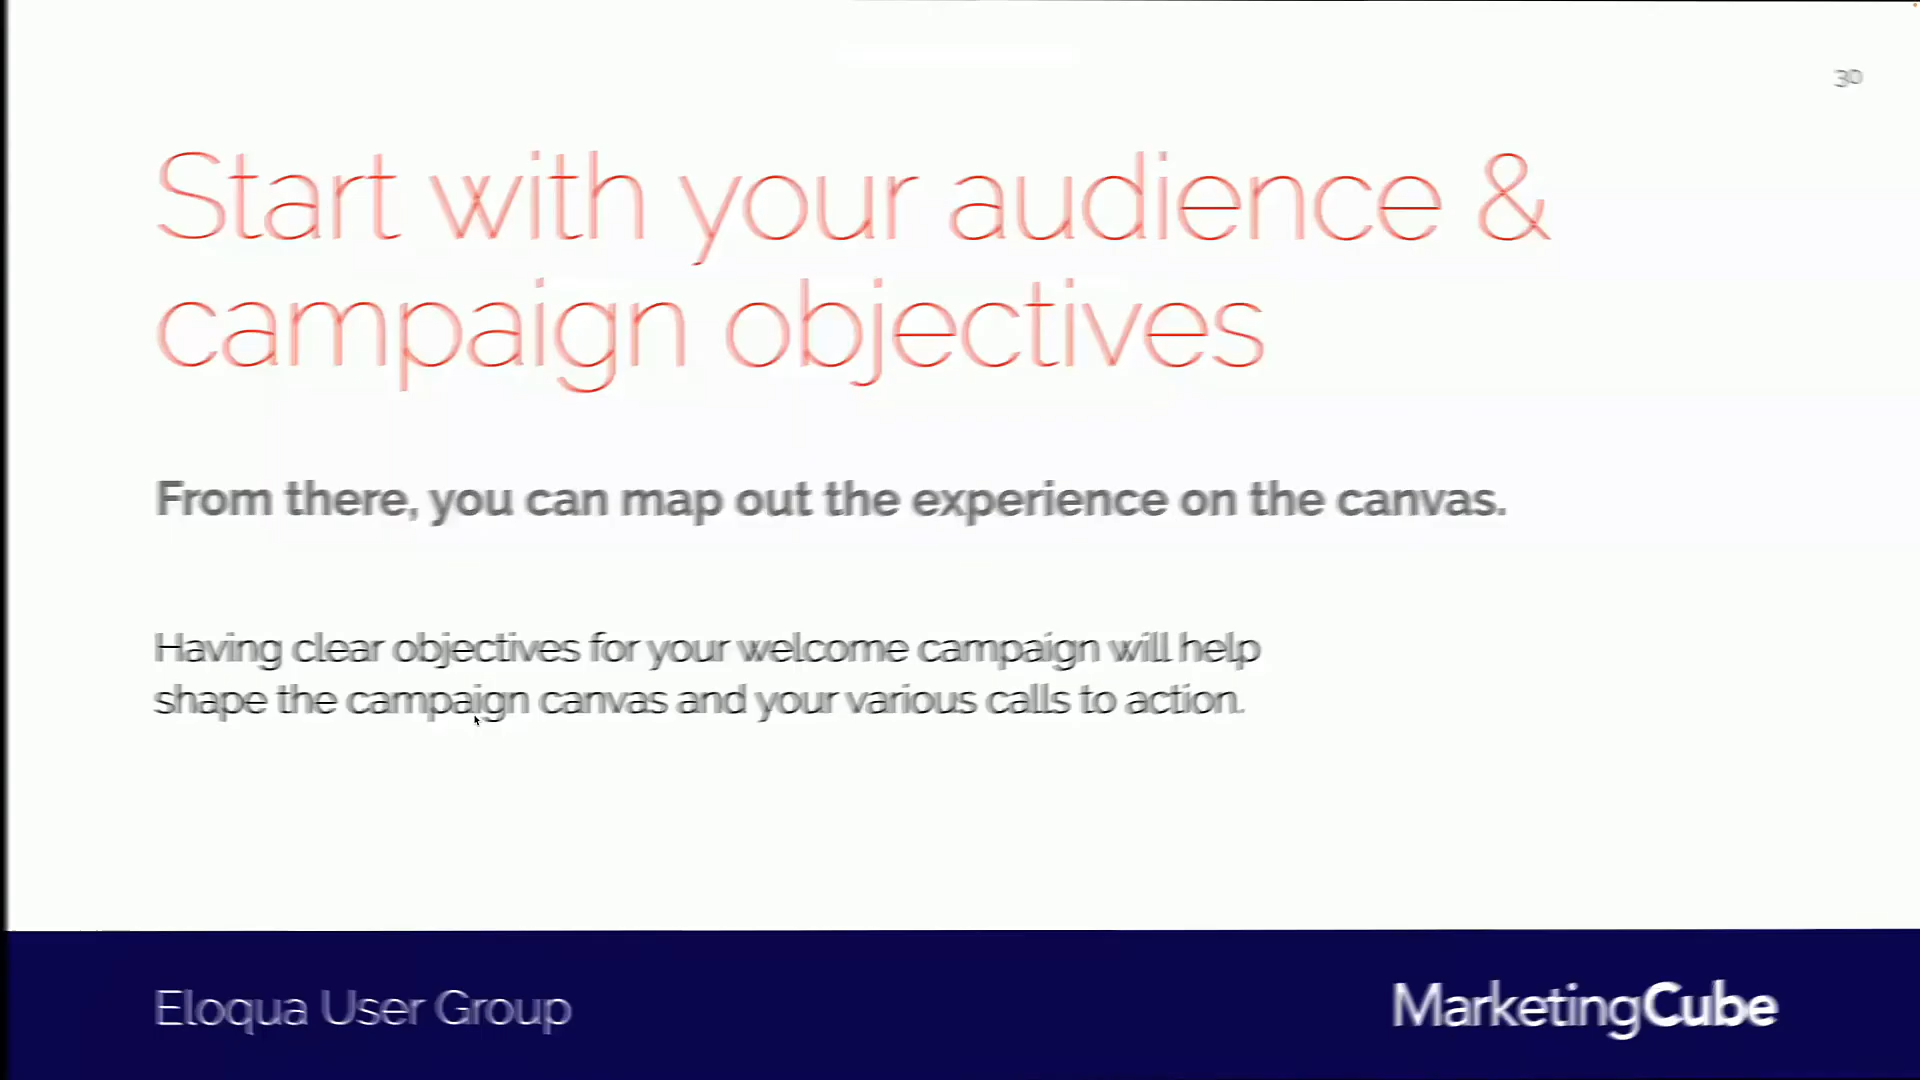 30
Start with your audience &
campaign objectives
From there, you can map out the experience on the canvas.
Having clear objectives for your welcome campaign will help
shape the campaign canvas and your various calls to action.
Eloqua User Group
MarketingCube